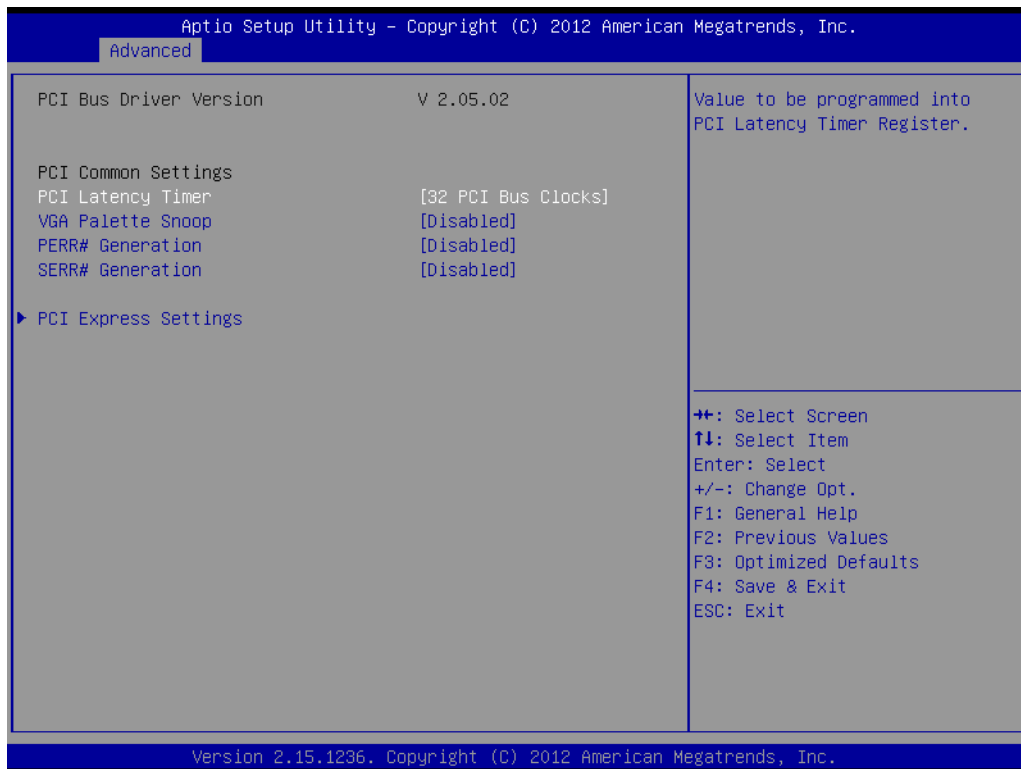 Aptio Setup Utility – Copyright (C) 2012 American Megatrends, Inc.
Advanced
PCI Bus Driver Version V 2.05.02
PCI Common Settings
PCI Latency Timer [32 PCI Bus Clocks]
VGA Palette Snoop [Disabled]
PERR# Generation [Disabled]
SERR# Generation [Disabled]
▶ PCI Express Settings
Value to be programmed into
PCI Latency Timer Register.
→←: Select Screen
↑↓: Select Item
Enter: Select
+/-: Change Opt.
F1: General Help
F2: Previous Values
F3: Optimized Defaults
F4: Save & Exit
ESC: Exit
Version 2.15.1236. Copyright (C) 2012 American Megatrends, Inc.